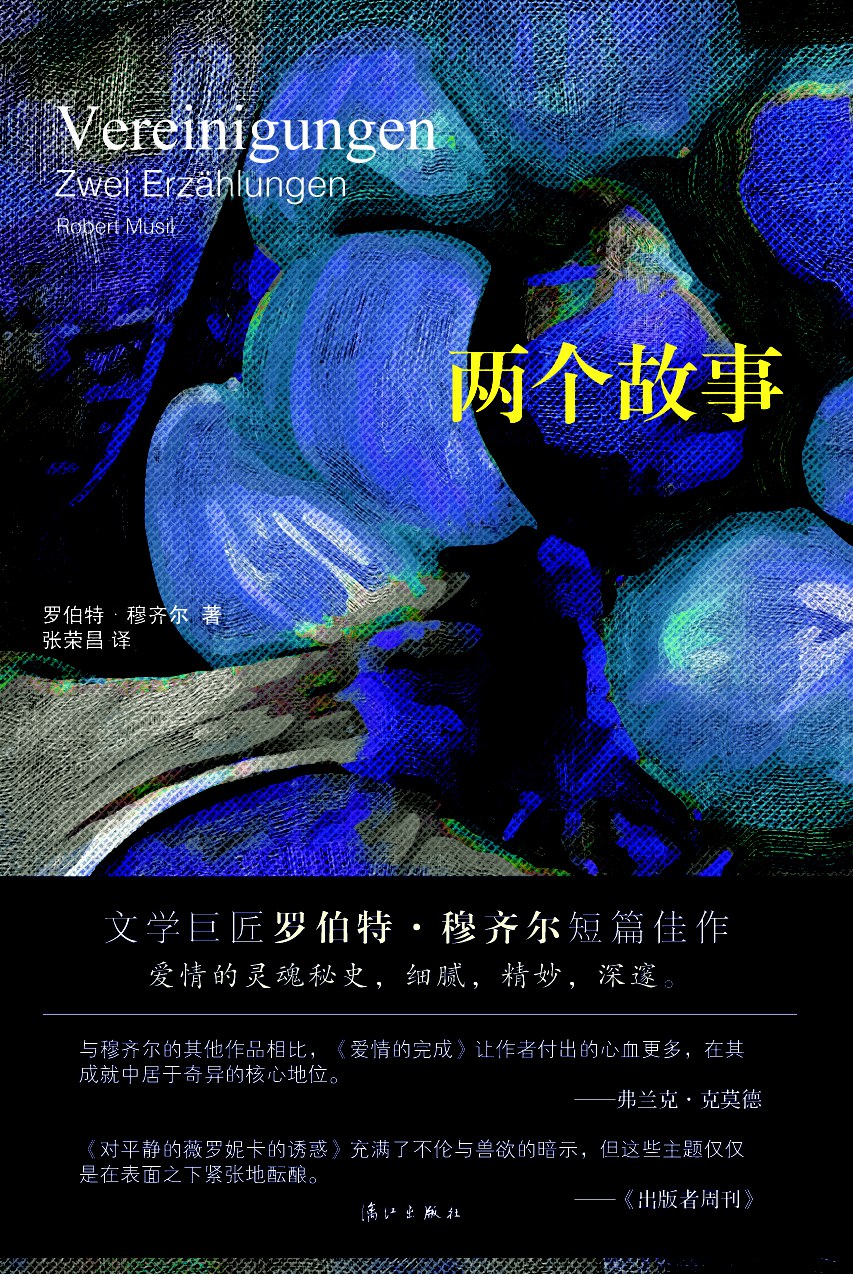 Vereinigungen
Zwei Erzählungen
Robert Musil
两个故事
罗伯特·穆齐尔 著
张荣昌 译
文学巨匠罗伯特·穆齐尔短篇佳作
爱情的灵魂秘史，细腻，精妙，深邃。
与穆齐尔的其他作品相比，《爱情的完成》让作者付出的心血更多，在其
成就中居于奇异的核心地位。
——弗兰克·克莫德
《对平静的薇罗妮卡的诱惑》充满了不伦与兽欲的暗示，但这些主题仅仅
是在表面之下紧张地酝酿。
——《出版者周刊》
漓江出版社